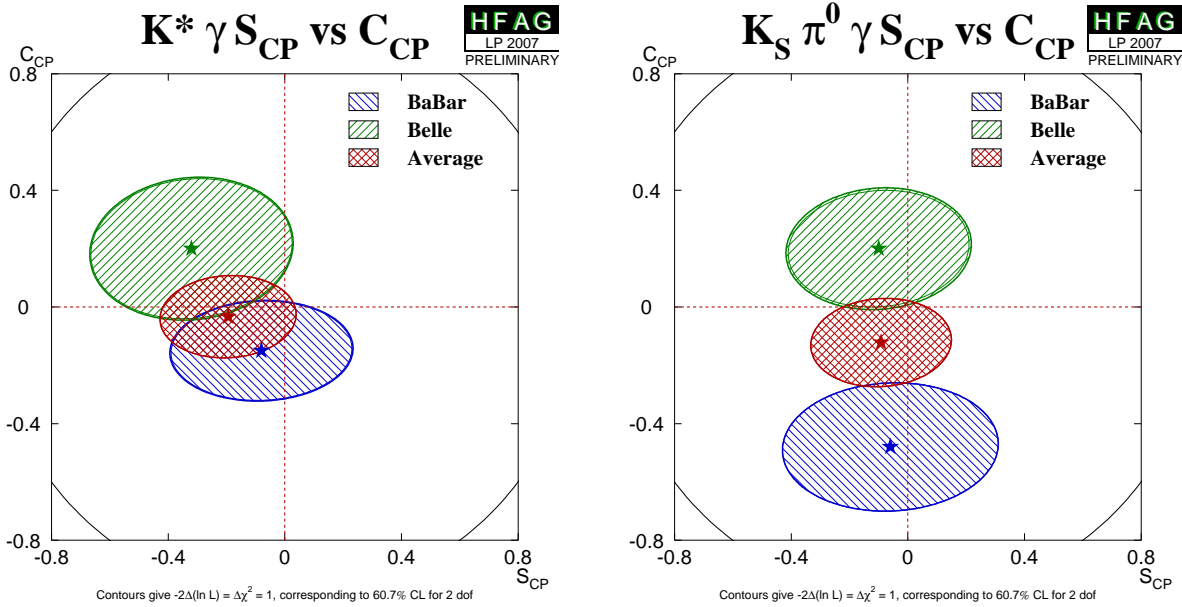 K* γ S_CP vs C_CP
HFAG
LP 2007
PRELIMINARY
C_CP
BaBar
Belle
Average
0.8
0.4
0
-0.4
-0.8
-0.8 -0.4 0 0.4 0.8
S_CP
Contours give -2Δ(ln L) = Δχ² = 1, corresponding to 60.7% CL for 2 dof
K_S π⁰ γ S_CP vs C_CP
HFAG
LP 2007
PRELIMINARY
C_CP
BaBar
Belle
Average
0.8
0.4
0
-0.4
-0.8
-0.8 -0.4 0 0.4 0.8
S_CP
Contours give -2Δ(ln L) = Δχ² = 1, corresponding to 60.7% CL for 2 dof